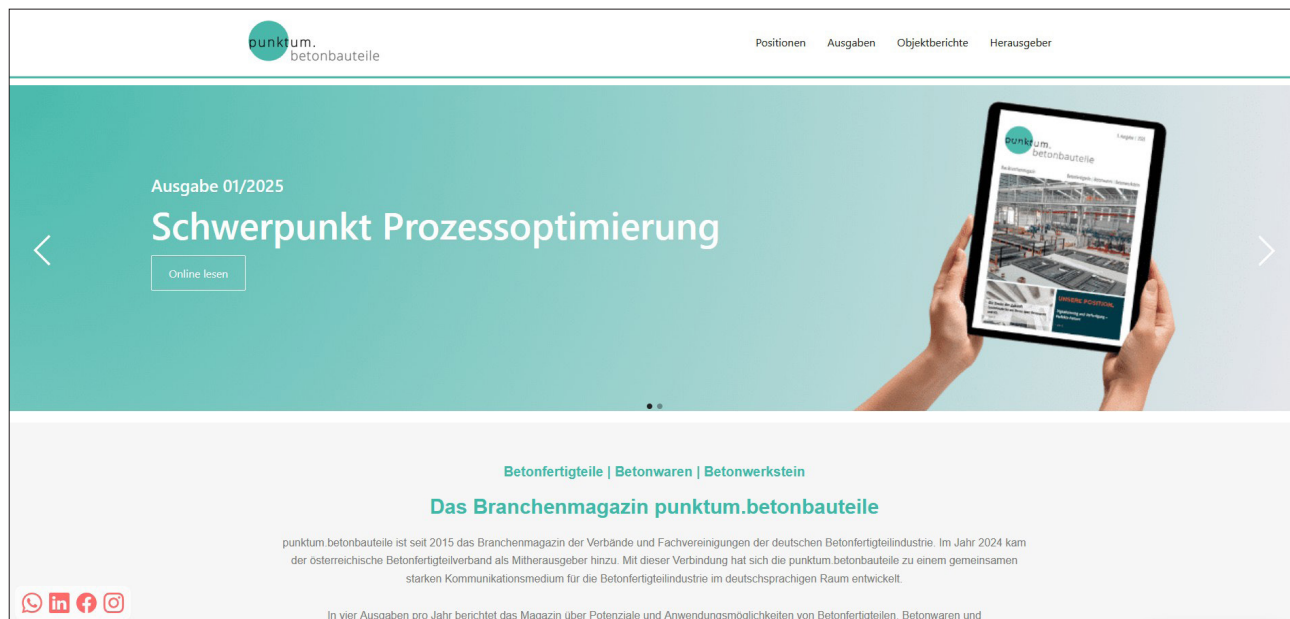 punktum.
betonbauteile
Positionen Ausgaben Objektberichte Herausgeber
Ausgabe 01/2025
Schwerpunkt Prozessoptimierung
Online lesen
punktum.
betonbauteile
UNSERE POSITION.
Betonfertigteile | Betonwaren | Betonwerkstein
Das Branchenmagazin punktum.betonbauteile
punktum.betonbauteile ist seit 2015 das Branchenmagazin der Verbände und Fachvereinigungen der deutschen Betonfertigteilindustrie. Im Jahr 2024 kam
der österreichische Betonfertigteilverband als Mitherausgeber hinzu. Mit dieser Verbindung hat sich die punktum.betonbauteile zu einem gemeinsamen
starken Kommunikationsmedium für die Betonfertigteilindustrie im deutschsprachigen Raum entwickelt.
In vier Ausgaben pro Jahr berichtet das Magazin über Potenziale und Anwendungsmöglichkeiten von Betonfertigteilen, Betonwaren und